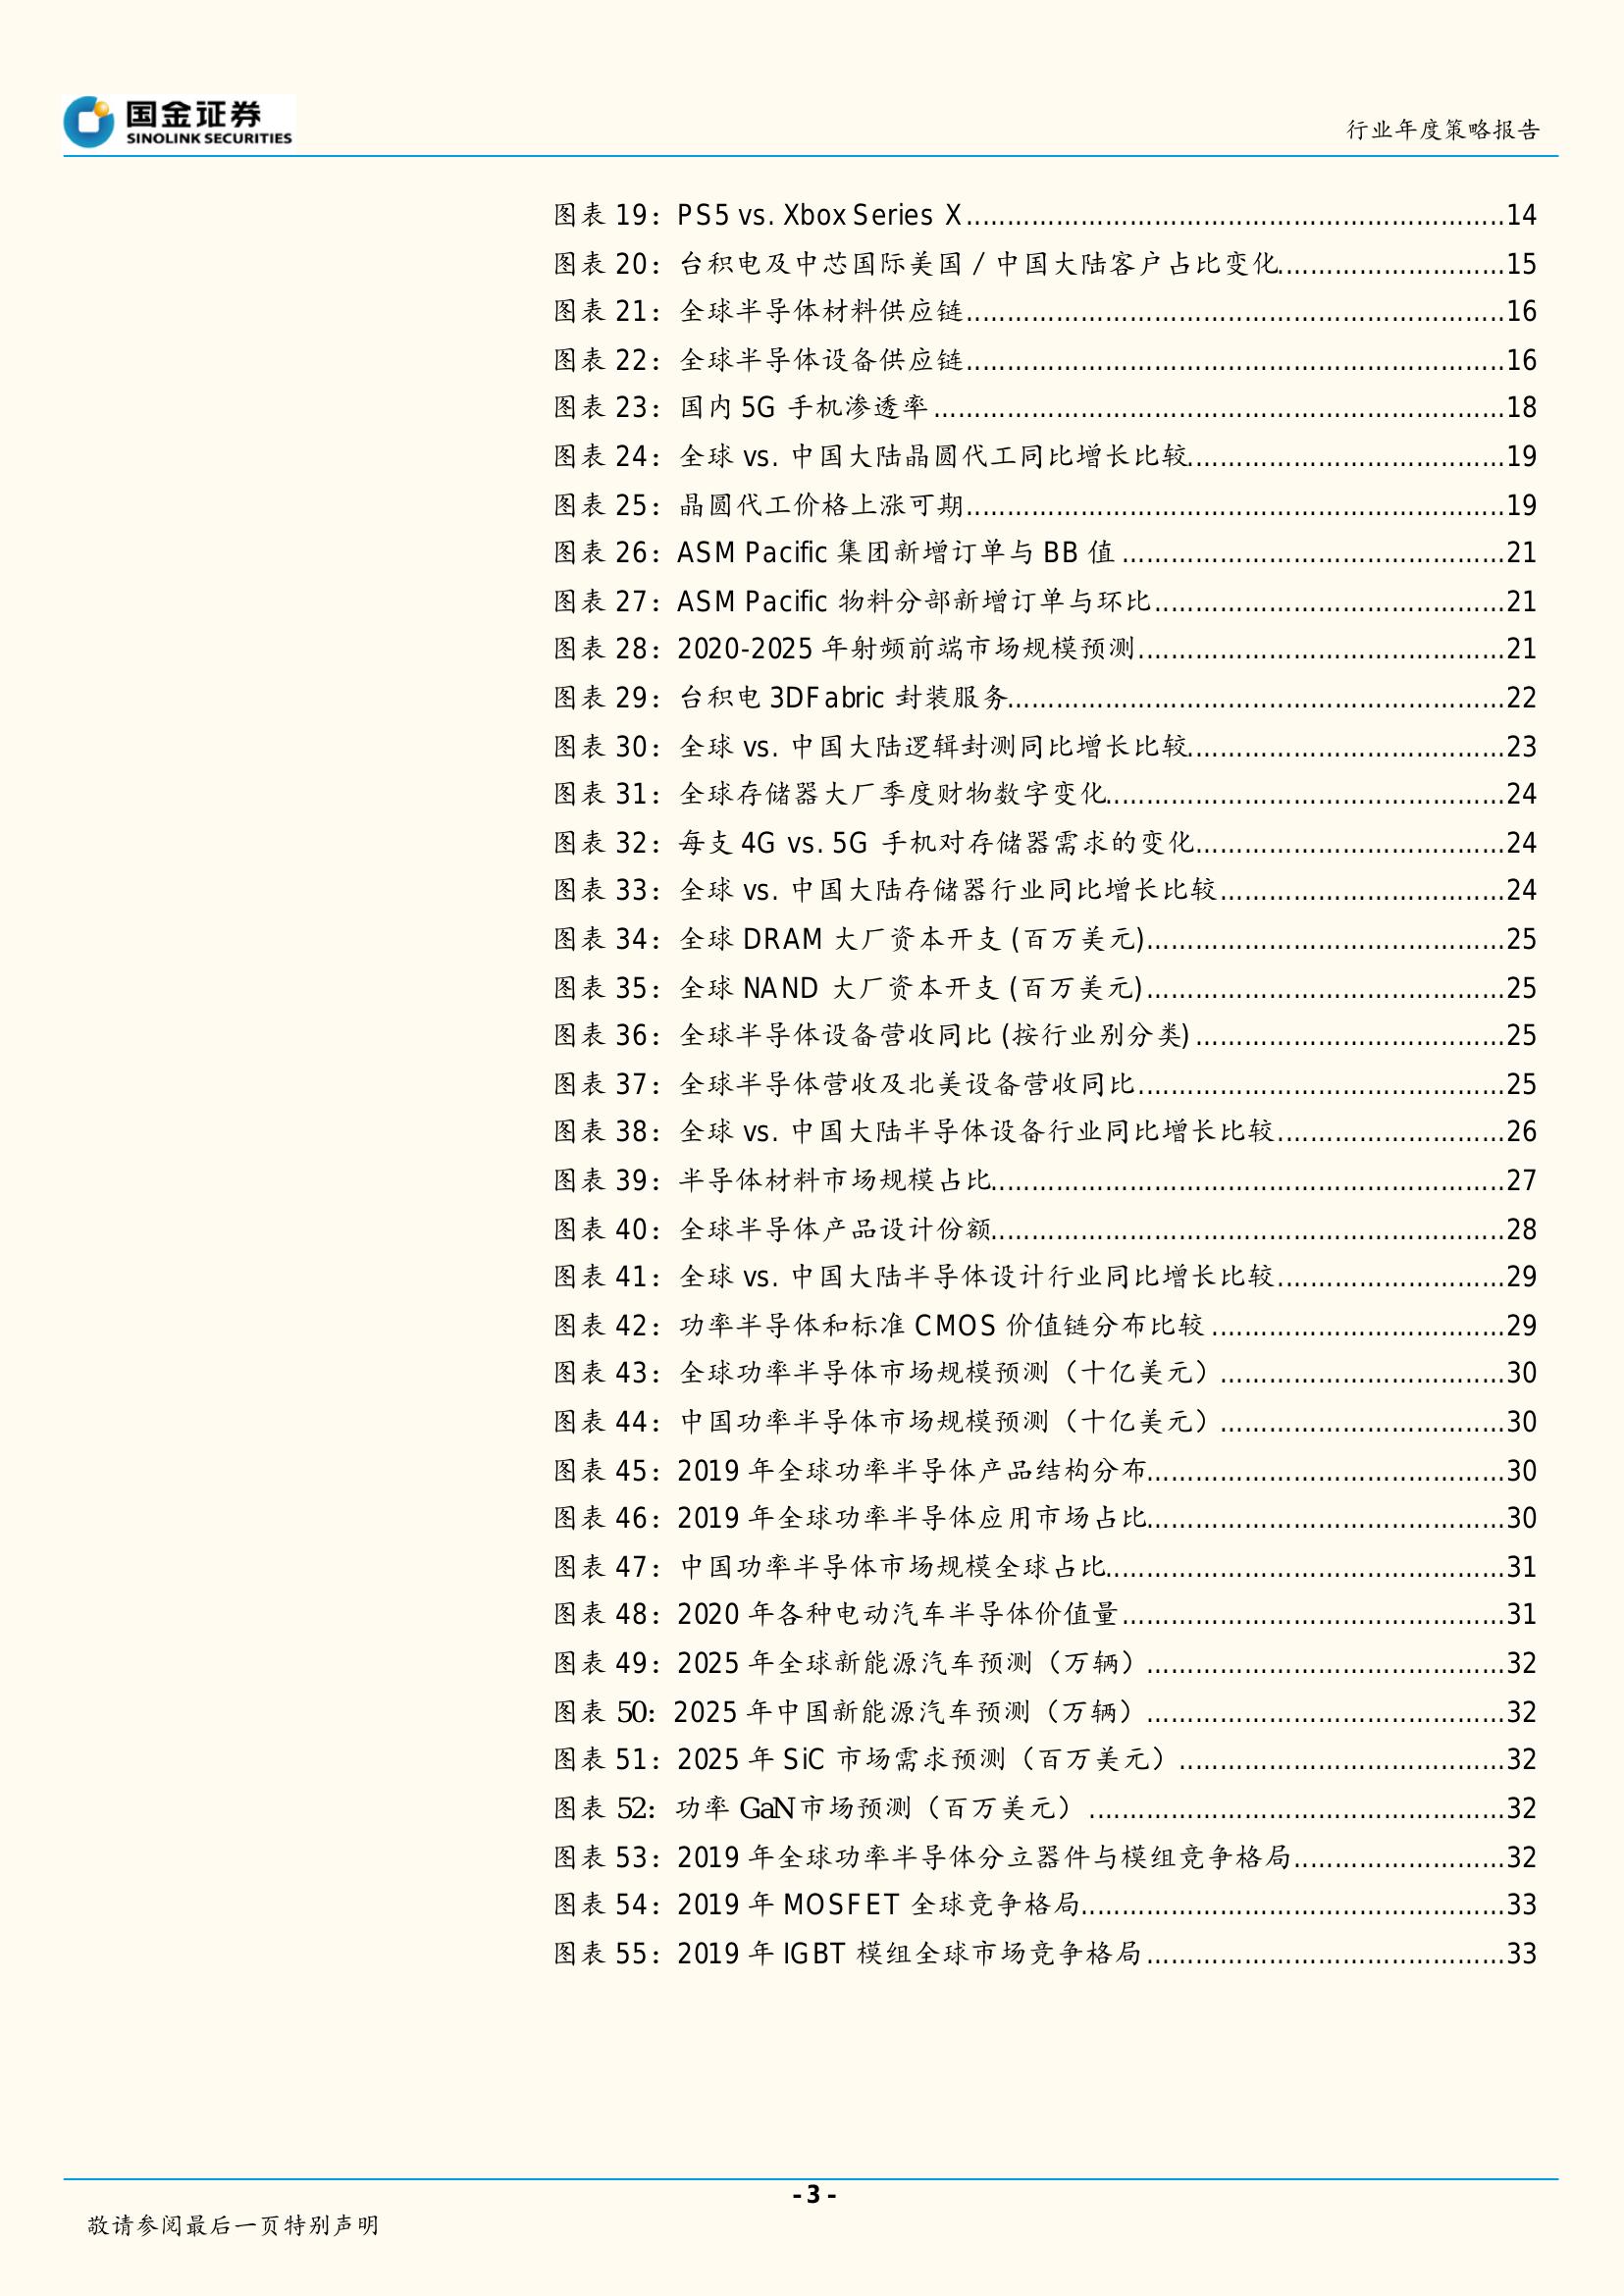 国金证券
SINOLINK SECURITIES
行业年度策略报告
图表 19：PS5 vs. Xbox Series X.....14
图表 20：台积电及中芯国际美国 / 中国大陆客户占比变化.....15
图表 21：全球半导体材料供应链.....16
图表 22：全球半导体设备供应链.....16
图表 23：国内 5G 手机渗透率.....18
图表 24：全球 vs. 中国大陆晶圆代工同比增长比较.....19
图表 25：晶圆代工价格上涨可期.....19
图表 26：ASM Pacific 集团新增订单与 BB 值.....21
图表 27：ASM Pacific 物料分部新增订单与环比.....21
图表 28：2020-2025 年射频前端市场规模预测.....21
图表 29：台积电 3DFabric 封装服务.....22
图表 30：全球 vs. 中国大陆逻辑封测同比增长比较.....23
图表 31：全球存储器大厂季度财物数字变化.....24
图表 32：每支 4G vs. 5G 手机对存储器需求的变化.....24
图表 33：全球 vs. 中国大陆存储器行业同比增长比较.....24
图表 34：全球 DRAM 大厂资本开支 (百万美元).....25
图表 35：全球 NAND 大厂资本开支 (百万美元).....25
图表 36：全球半导体设备营收同比 (按行业别分类).....25
图表 37：全球半导体营收及北美设备营收同比.....25
图表 38：全球 vs. 中国大陆半导体设备行业同比增长比较.....26
图表 39：半导体材料市场规模占比.....27
图表 40：全球半导体产品设计份额.....28
图表 41：全球 vs. 中国大陆半导体设计行业同比增长比较.....29
图表 42：功率半导体和标准 CMOS 价值链分布比较.....29
图表 43：全球功率半导体市场规模预测（十亿美元）.....30
图表 44：中国功率半导体市场规模预测（十亿美元）.....30
图表 45：2019 年全球功率半导体产品结构分布.....30
图表 46：2019 年全球功率半导体应用市场占比.....30
图表 47：中国功率半导体市场规模全球占比.....31
图表 48：2020 年各种电动汽车半导体价值量.....31
图表 49：2025 年全球新能源汽车预测（万辆）.....32
图表 50：2025 年中国新能源汽车预测（万辆）.....32
图表 51：2025 年 SiC 市场需求预测（百万美元）.....32
图表 52：功率 GaN 市场预测（百万美元）.....32
图表 53：2019 年全球功率半导体分立器件与模组竞争格局.....32
图表 54：2019 年 MOSFET 全球竞争格局.....33
图表 55：2019 年 IGBT 模组全球市场竞争格局.....33
- 3 -
敬请参阅最后一页特别声明